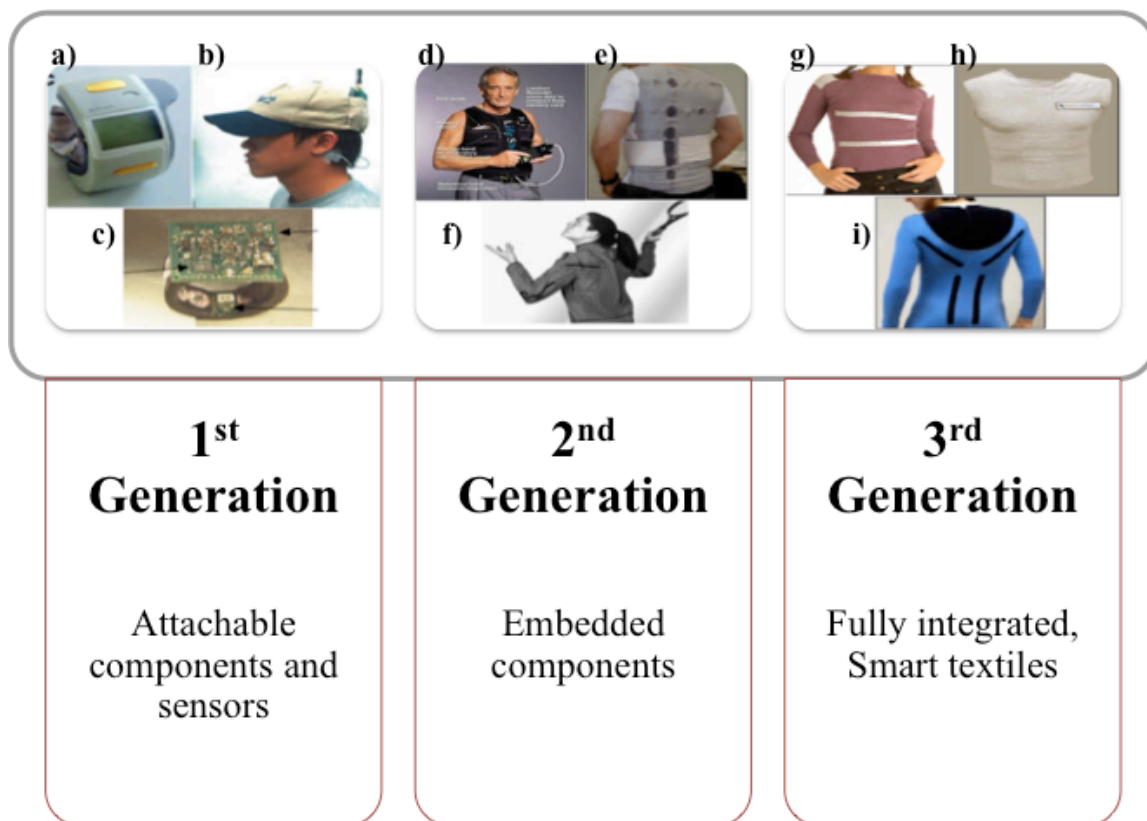 a)
b)
c)
d)
e)
f)
g)
h)
i)
1st
Generation
Attachable
components and
sensors
2nd
Generation
Embedded
components
3rd
Generation
Fully integrated,
Smart textiles